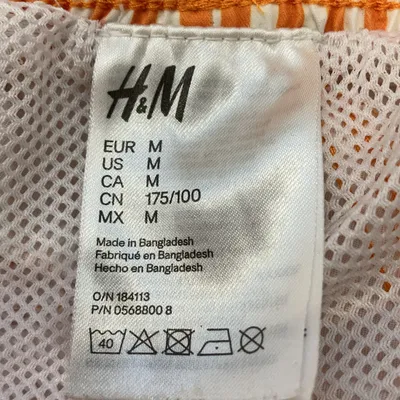 H&M
EUR M
US M
CA M
CN 175/100
MX M
Made in Bangladesh
Fabriqué en Bangladesh
Hecho en Bangladesh
O/N 184113
P/N 0568800 8
40